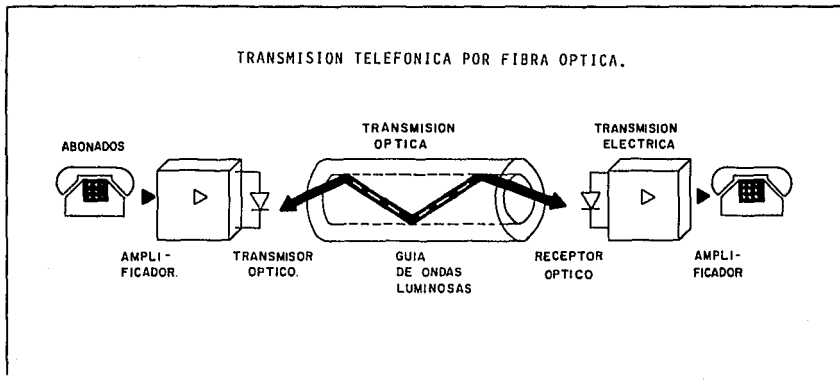 TRANSMISION TELEFONICA POR FIBRA OPTICA.
ABONADOS
TRANSMISION
OPTICA
TRANSMISION
ELECTRICA
AMPLI-
FICADOR.
TRANSMISOR
OPTICO.
GUIA
DE ONDAS
LUMINOSAS
RECEPTOR
OPTICO
AMPLI-
FICADOR